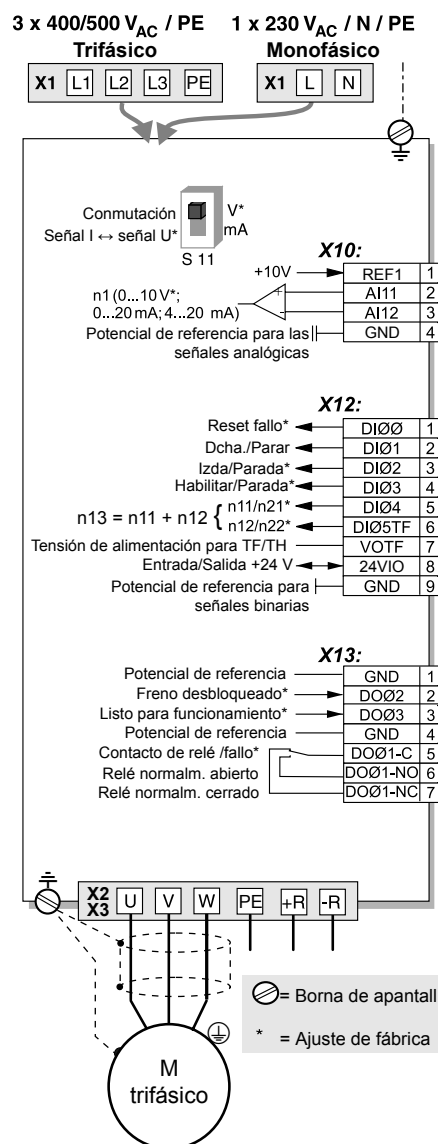 3 x 400/500 VAC / PE
Trifásico
1 x 230 VAC / N / PE
Monofásico
X1 L1 L2 L3 PE
X1 L N
Conmutación
Señal I ↔ señal U*
V*
mA
S 11
X10:
+10V
REF1 1
n1 (0...10 V*;
0...20 mA; 4...20 mA)
+
-
AI11 2
AI12 3
Potencial de referencia para las
señales analógicas
GND 4
X12:
Reset fallo* DIØØ 1
Dcha./Parar DIØ1 2
Izda/Parada* DIØ2 3
Habilitar/Parada* DIØ3 4
n13 = n11 + n12 {
n11/n21* DIØ4 5
n12/n22* DIØ5TF 6
Tensión de alimentación para TF/TH VOTF 7
Entrada/Salida +24 V 24VIO 8
Potencial de referencia para
señales binarias
GND 9
X13:
Potencial de referencia GND 1
Freno desbloqueado* DOØ2 2
Listo para funcionamiento* DOØ3 3
Potencial de referencia GND 4
Contacto de relé /fallo* DOØ1-C 5
Relé normalm. abierto DOØ1-NO 6
Relé normalm. cerrado DOØ1-NC 7
X2
X3
U V W PE +R -R
= Borna de apantall
* = Ajuste de fábrica
M
trifásico